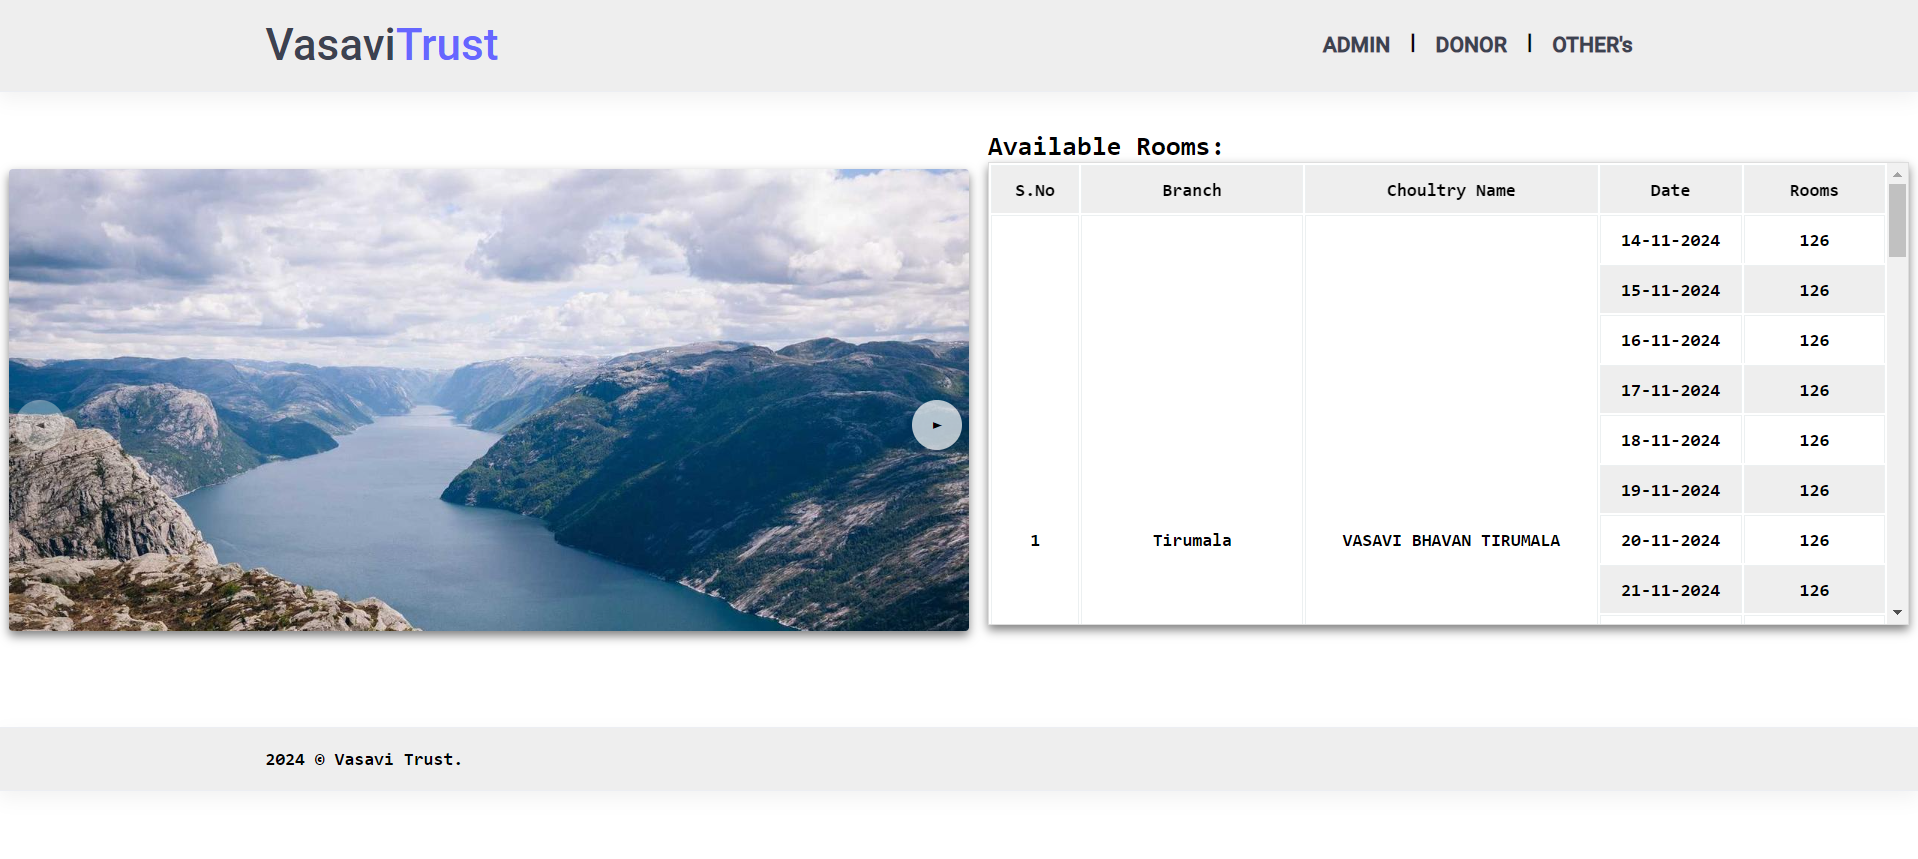 VasaviTrust
ADMIN | DONOR | OTHER's
Available Rooms:
S.No Branch Choultry Name Date Rooms
14-11-2024 126
15-11-2024 126
16-11-2024 126
17-11-2024 126
18-11-2024 126
19-11-2024 126
1 Tirumala VASAVI BHAVAN TIRUMALA 20-11-2024 126
21-11-2024 126
2024 © Vasavi Trust.